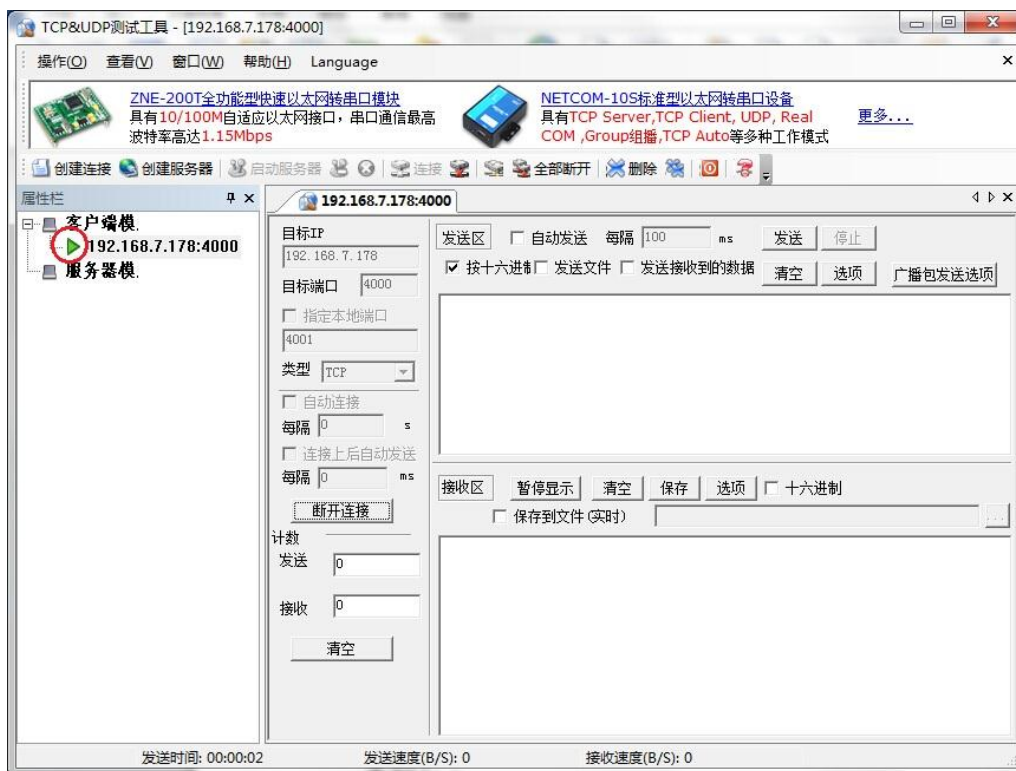 TCP&UDP测试工具 - [192.168.7.178:4000]
操作(O) 查看(V) 窗口(W) 帮助(H) Language
ZNE-200T全功能型快速以太网转串口模块
具有10/100M自适应以太网接口，串口通信最高
波特率高达1.15Mbps
NETCOM-10S标准型以太网转串口设备
具有TCP Server,TCP Client, UDP, Real
COM ,Group组播,TCP Auto等多种工作模式
更多...
创建连接 创建服务器 启动服务器 连接 全部断开 删除
属性栏
客户端模.
192.168.7.178:4000
服务器模.
192.168.7.178:4000
目标IP
192.168.7.178
目标端口 4000
指定本地端口
4001
类型 TCP
自动连接
每隔 0 s
连接上后自动发送
每隔 0 ms
断开连接
计数
发送 0
接收 0
清空
发送区 自动发送 每隔 100 ms 发送 停止
按十六进制 发送文件 发送接收到的数据 清空 选项 广播包发送选项
接收区 暂停显示 清空 保存 选项 十六进制
保存到文件(实时) ...
发送时间: 00:00:02 发送速度(B/S): 0 接收速度(B/S): 0